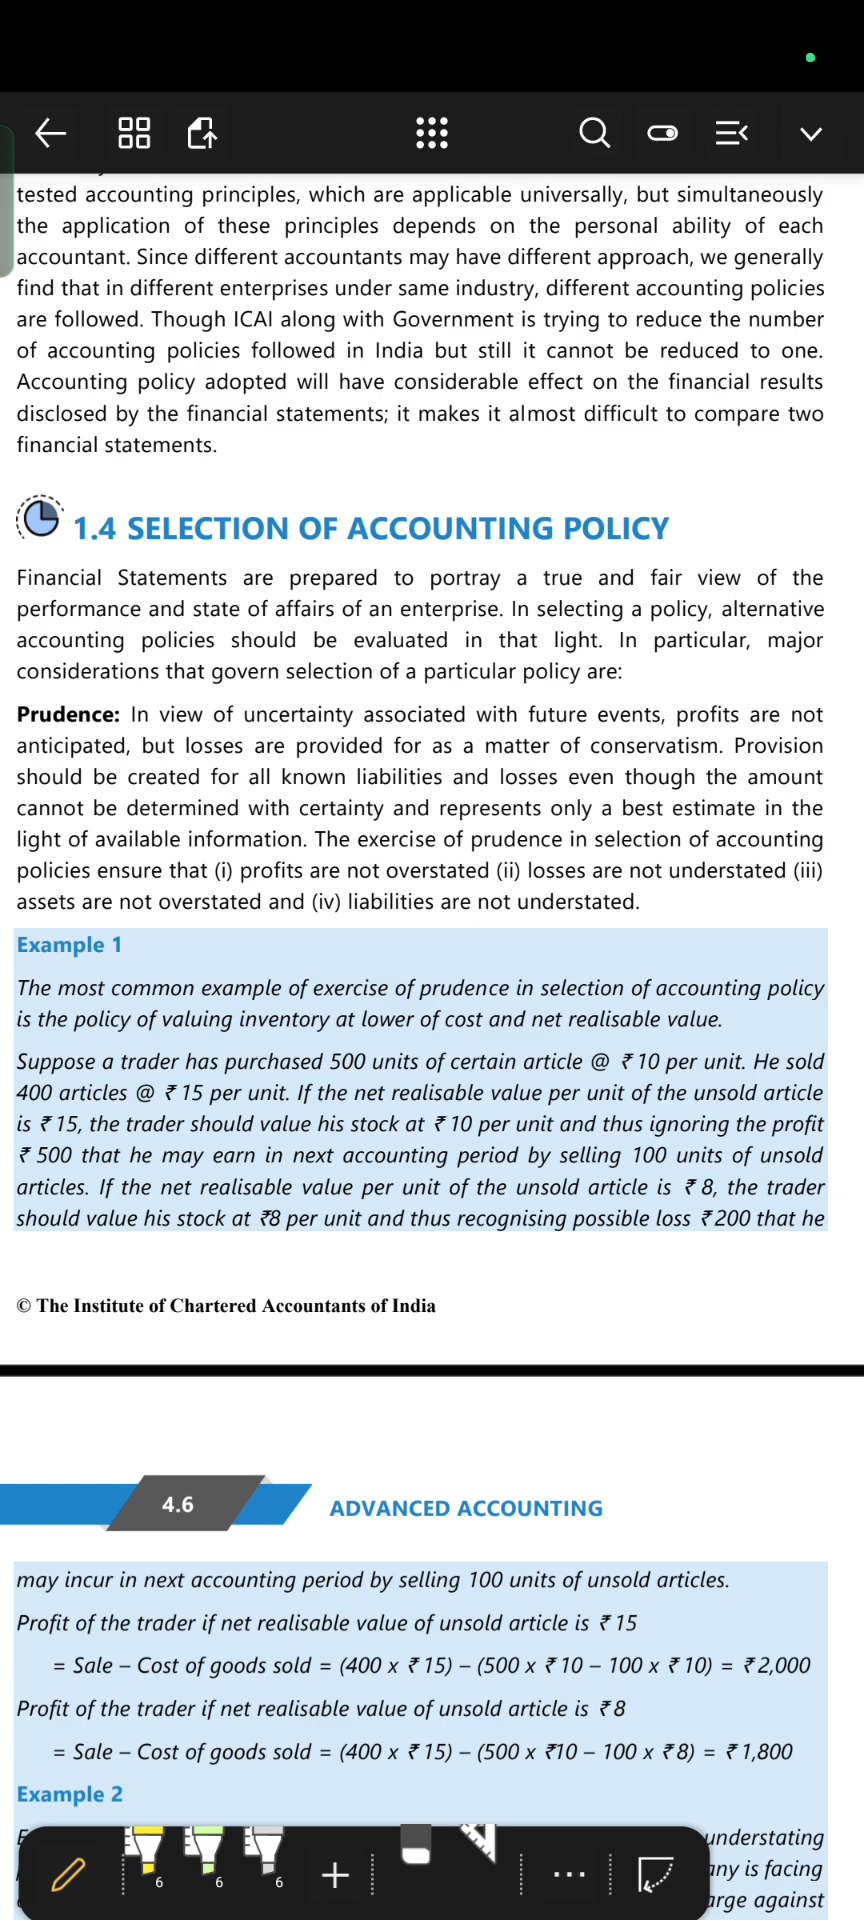 tested accounting principles, which are applicable universally, but simultaneously
the application of these principles depends on the personal ability of each
accountant. Since different accountants may have different approach, we generally
find that in different enterprises under same industry, different accounting policies
are followed. Though ICAI along with Government is trying to reduce the number
of accounting policies followed in India but still it cannot be reduced to one.
Accounting policy adopted will have considerable effect on the financial results
disclosed by the financial statements; it makes it almost difficult to compare two
financial statements.
1.4 SELECTION OF ACCOUNTING POLICY
Financial Statements are prepared to portray a true and fair view of the
performance and state of affairs of an enterprise. In selecting a policy, alternative
accounting policies should be evaluated in that light. In particular, major
considerations that govern selection of a particular policy are:
Prudence: In view of uncertainty associated with future events, profits are not
anticipated, but losses are provided for as a matter of conservatism. Provision
should be created for all known liabilities and losses even though the amount
cannot be determined with certainty and represents only a best estimate in the
light of available information. The exercise of prudence in selection of accounting
policies ensure that (i) profits are not overstated (ii) losses are not understated (iii)
assets are not overstated and (iv) liabilities are not understated.
Example 1
The most common example of exercise of prudence in selection of accounting policy
is the policy of valuing inventory at lower of cost and net realisable value.
Suppose a trader has purchased 500 units of certain article @ ₹ 10 per unit. He sold
400 articles @ ₹ 15 per unit. If the net realisable value per unit of the unsold article
is ₹ 15, the trader should value his stock at ₹ 10 per unit and thus ignoring the profit
₹ 500 that he may earn in next accounting period by selling 100 units of unsold
articles. If the net realisable value per unit of the unsold article is ₹ 8, the trader
should value his stock at ₹8 per unit and thus recognising possible loss ₹ 200 that he
© The Institute of Chartered Accountants of India
4.6 ADVANCED ACCOUNTING
may incur in next accounting period by selling 100 units of unsold articles.
Profit of the trader if net realisable value of unsold article is ₹ 15
= Sale – Cost of goods sold = (400 x ₹ 15) – (500 x ₹ 10 – 100 x ₹ 10) = ₹ 2,000
Profit of the trader if net realisable value of unsold article is ₹ 8
= Sale – Cost of goods sold = (400 x ₹ 15) – (500 x ₹10 – 100 x ₹ 8) = ₹ 1,800
Example 2
understating
any is facing
arge against
6 6 6